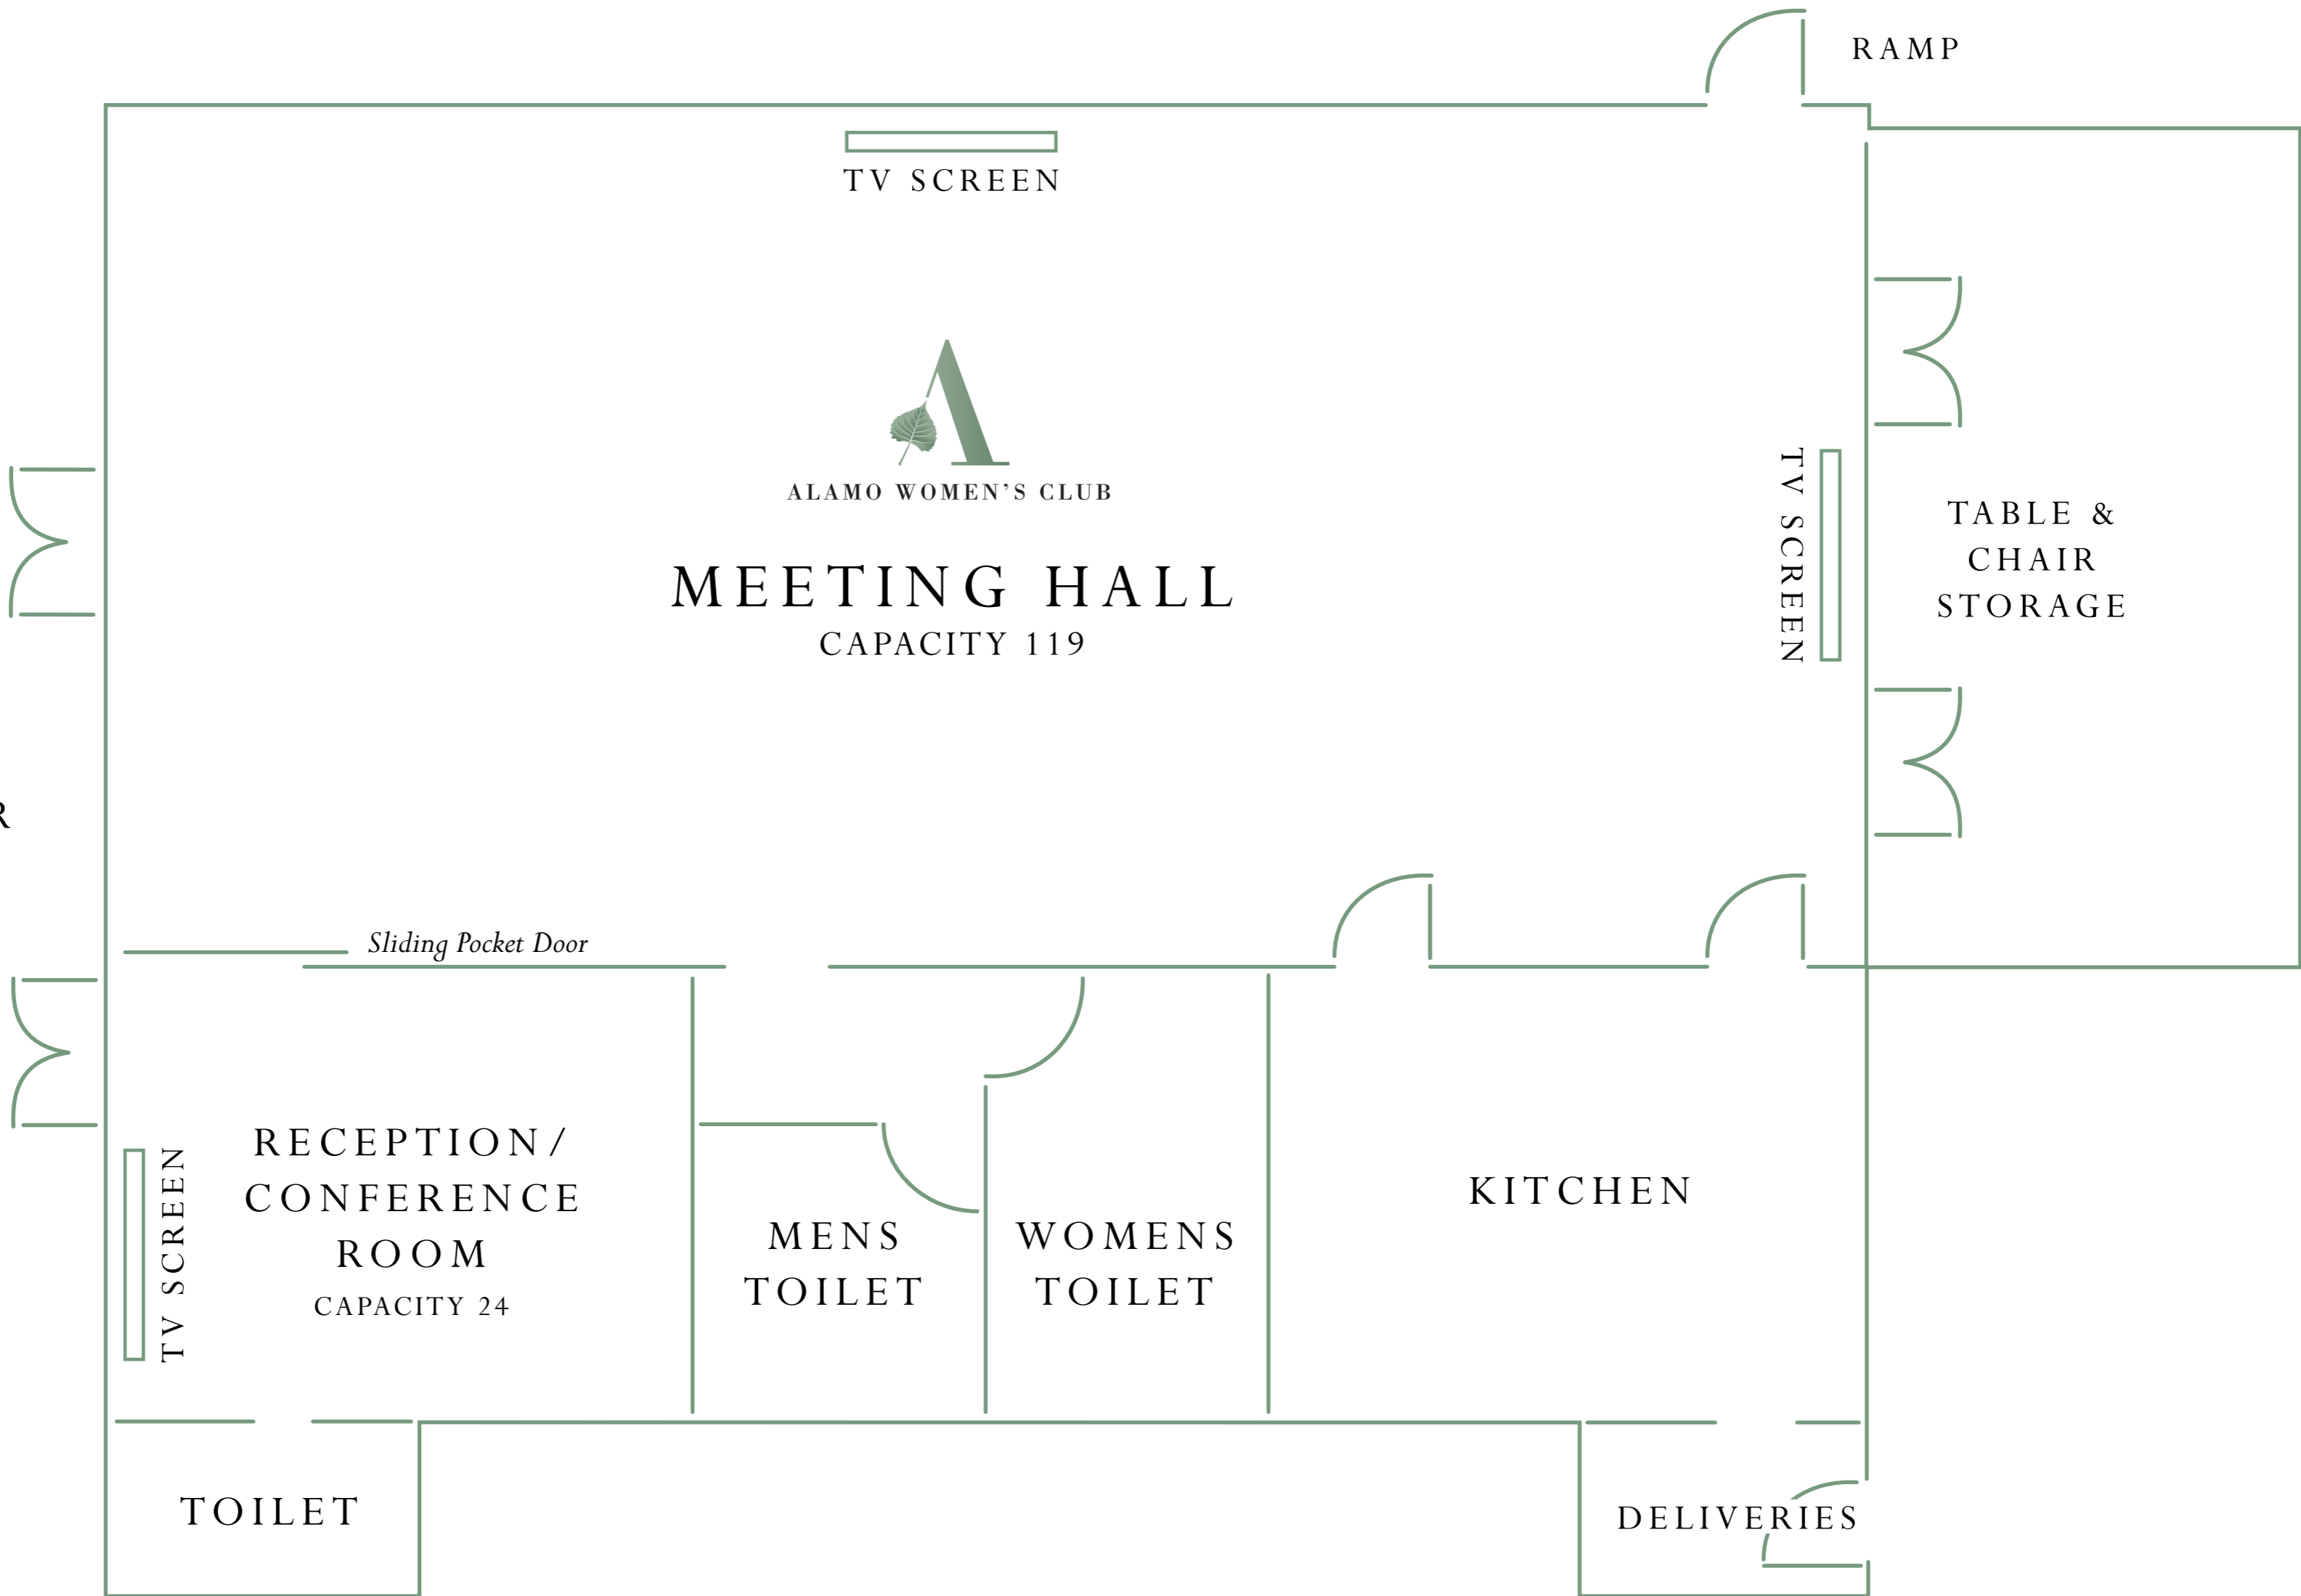 RAMP
TV SCREEN
ALAMO WOMEN'S CLUB
MEETING HALL
CAPACITY 119
TV SCREEN
TABLE &
CHAIR
STORAGE
R
Sliding Pocket Door
RECEPTION/
CONFERENCE
ROOM
CAPACITY 24
TV SCREEN
MENS
TOILET
WOMENS
TOILET
KITCHEN
TOILET
DELIVERIES